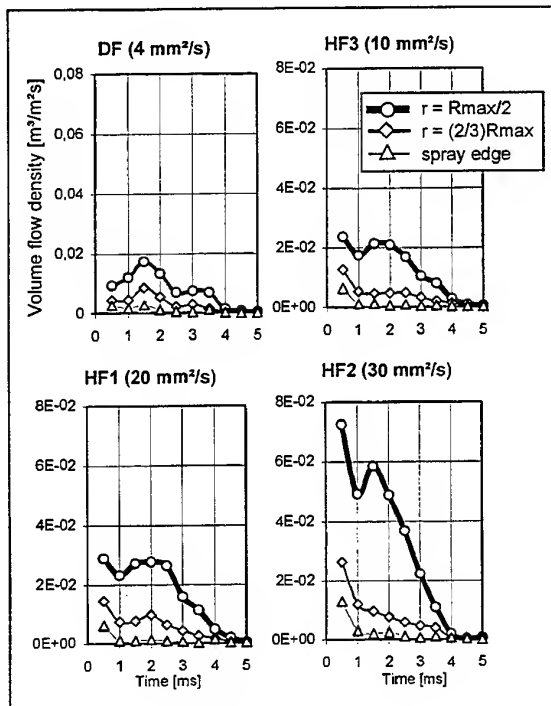 DF (4 mm²/s)
HF3 (10 mm²/s)
Volume flow density [m³/m²s]
0,08
0,06
0,04
0,02
0
0 1 2 3 4 5
8E-02
6E-02
4E-02
2E-02
0E+00
0 1 2 3 4 5
r = Rmax/2
r = (2/3)Rmax
spray edge
HF1 (20 mm²/s)
HF2 (30 mm²/s)
8E-02
6E-02
4E-02
2E-02
0E+00
0 1 2 3 4 5
Time [ms]
8E-02
6E-02
4E-02
2E-02
0E+00
0 1 2 3 4 5
Time [ms]